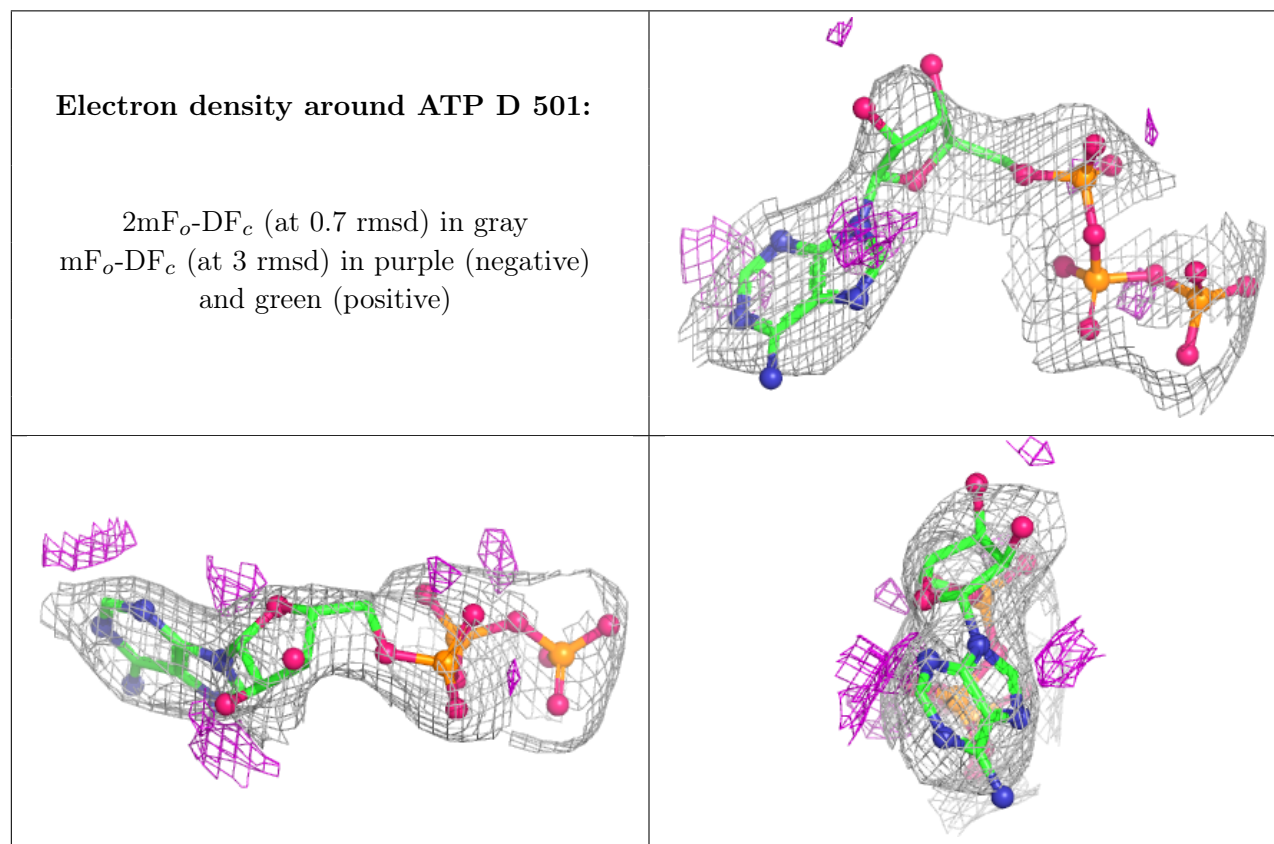 Electron density around ATP D 501:
2mFo-DFc (at 0.7 rmsd) in gray
mFo-DFc (at 3 rmsd) in purple (negative)
and green (positive)